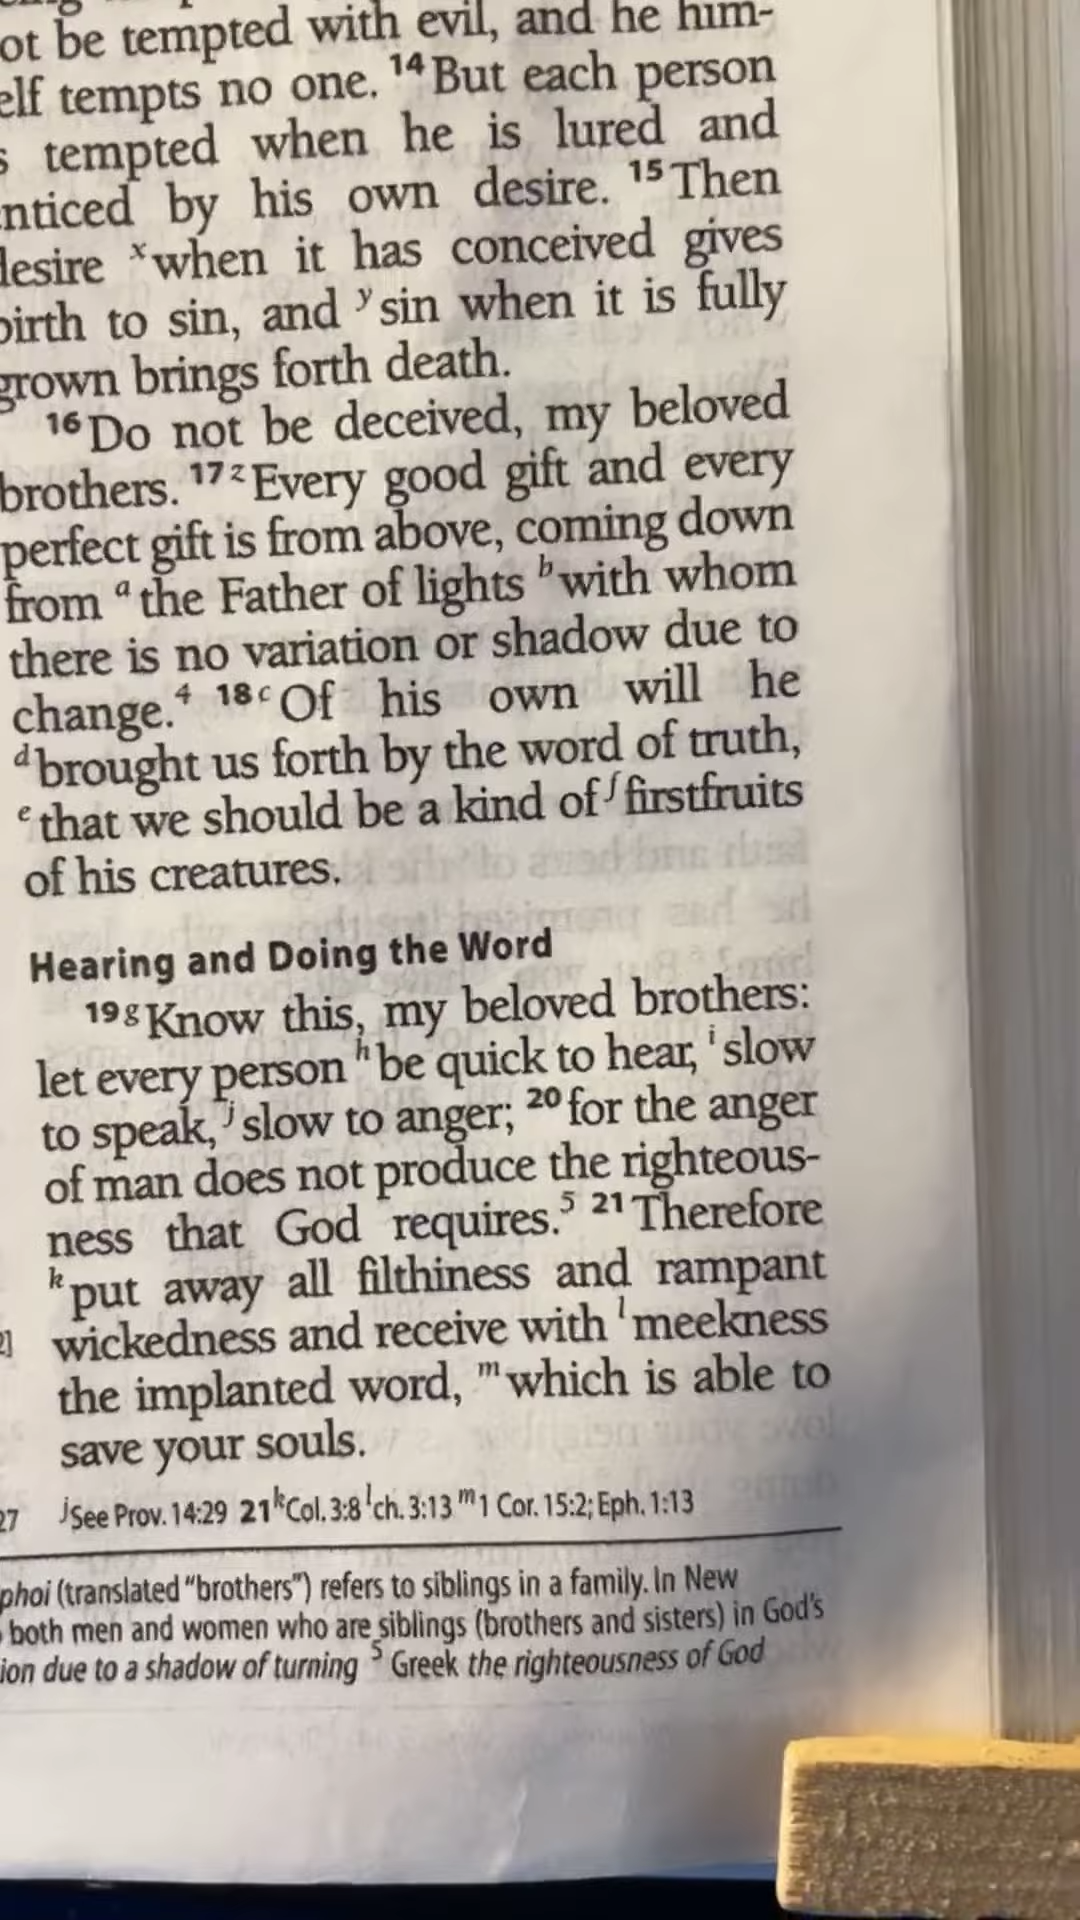 ot be tempted with evil, and he him-
elf tempts no one. 14 But each person
s tempted when he is lured and
nticed by his own desire. 15 Then
desire x when it has conceived gives
birth to sin, and y sin when it is fully
grown brings forth death.
16 Do not be deceived, my beloved
brothers. 17 z Every good gift and every
perfect gift is from above, coming down
from a the Father of lights b with whom
there is no variation or shadow due to
change.4 18 c Of his own will he
d brought us forth by the word of truth,
e that we should be a kind of f firstfruits
of his creatures.
Hearing and Doing the Word
19 g Know this, my beloved brothers:
let every person h be quick to hear, i slow
to speak, j slow to anger; 20 for the anger
of man does not produce the righteous-
ness that God requires.5 21 Therefore
k put away all filthiness and rampant
wickedness and receive with l meekness
the implanted word, m which is able to
save your souls.
27 j See Prov. 14:29 21 k Col. 3:8 l ch. 3:13 m 1 Cor. 15:2; Eph. 1:13
phoi (translated "brothers") refers to siblings in a family. In New
both men and women who are siblings (brothers and sisters) in God's
ion due to a shadow of turning 5 Greek the righteousness of God